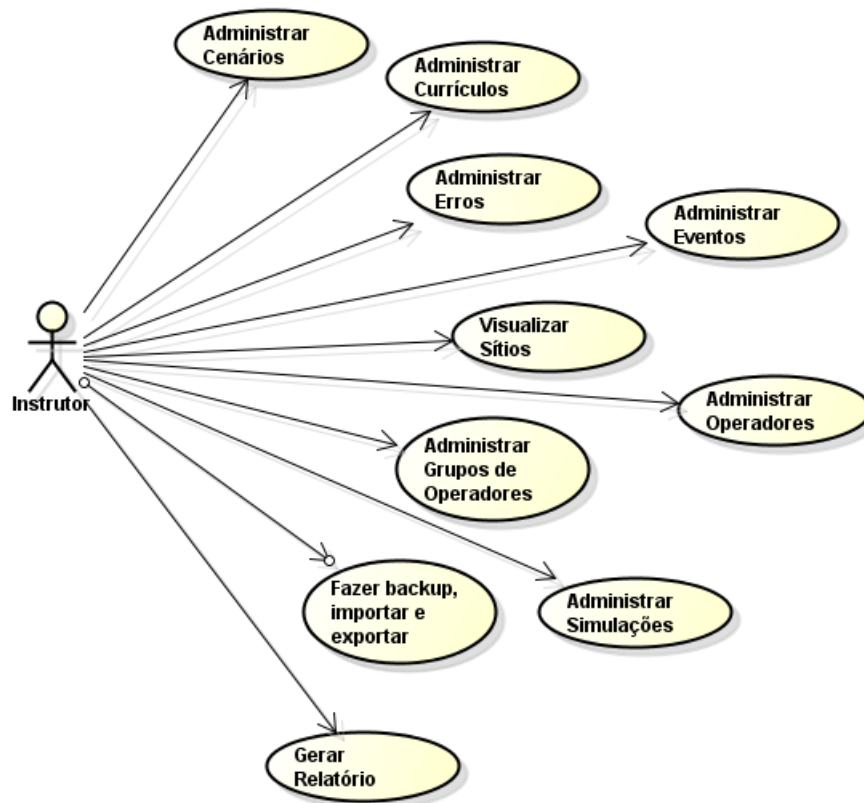 Administrar
Cenários
Administrar
Currículos
Administrar
Erros
Administrar
Eventos
Visualizar
Sítios
Instrutor
Administrar
Operadores
Administrar
Grupos de
Operadores
Fazer backup,
importar e
exportar
Administrar
Simulações
Gerar
Relatório